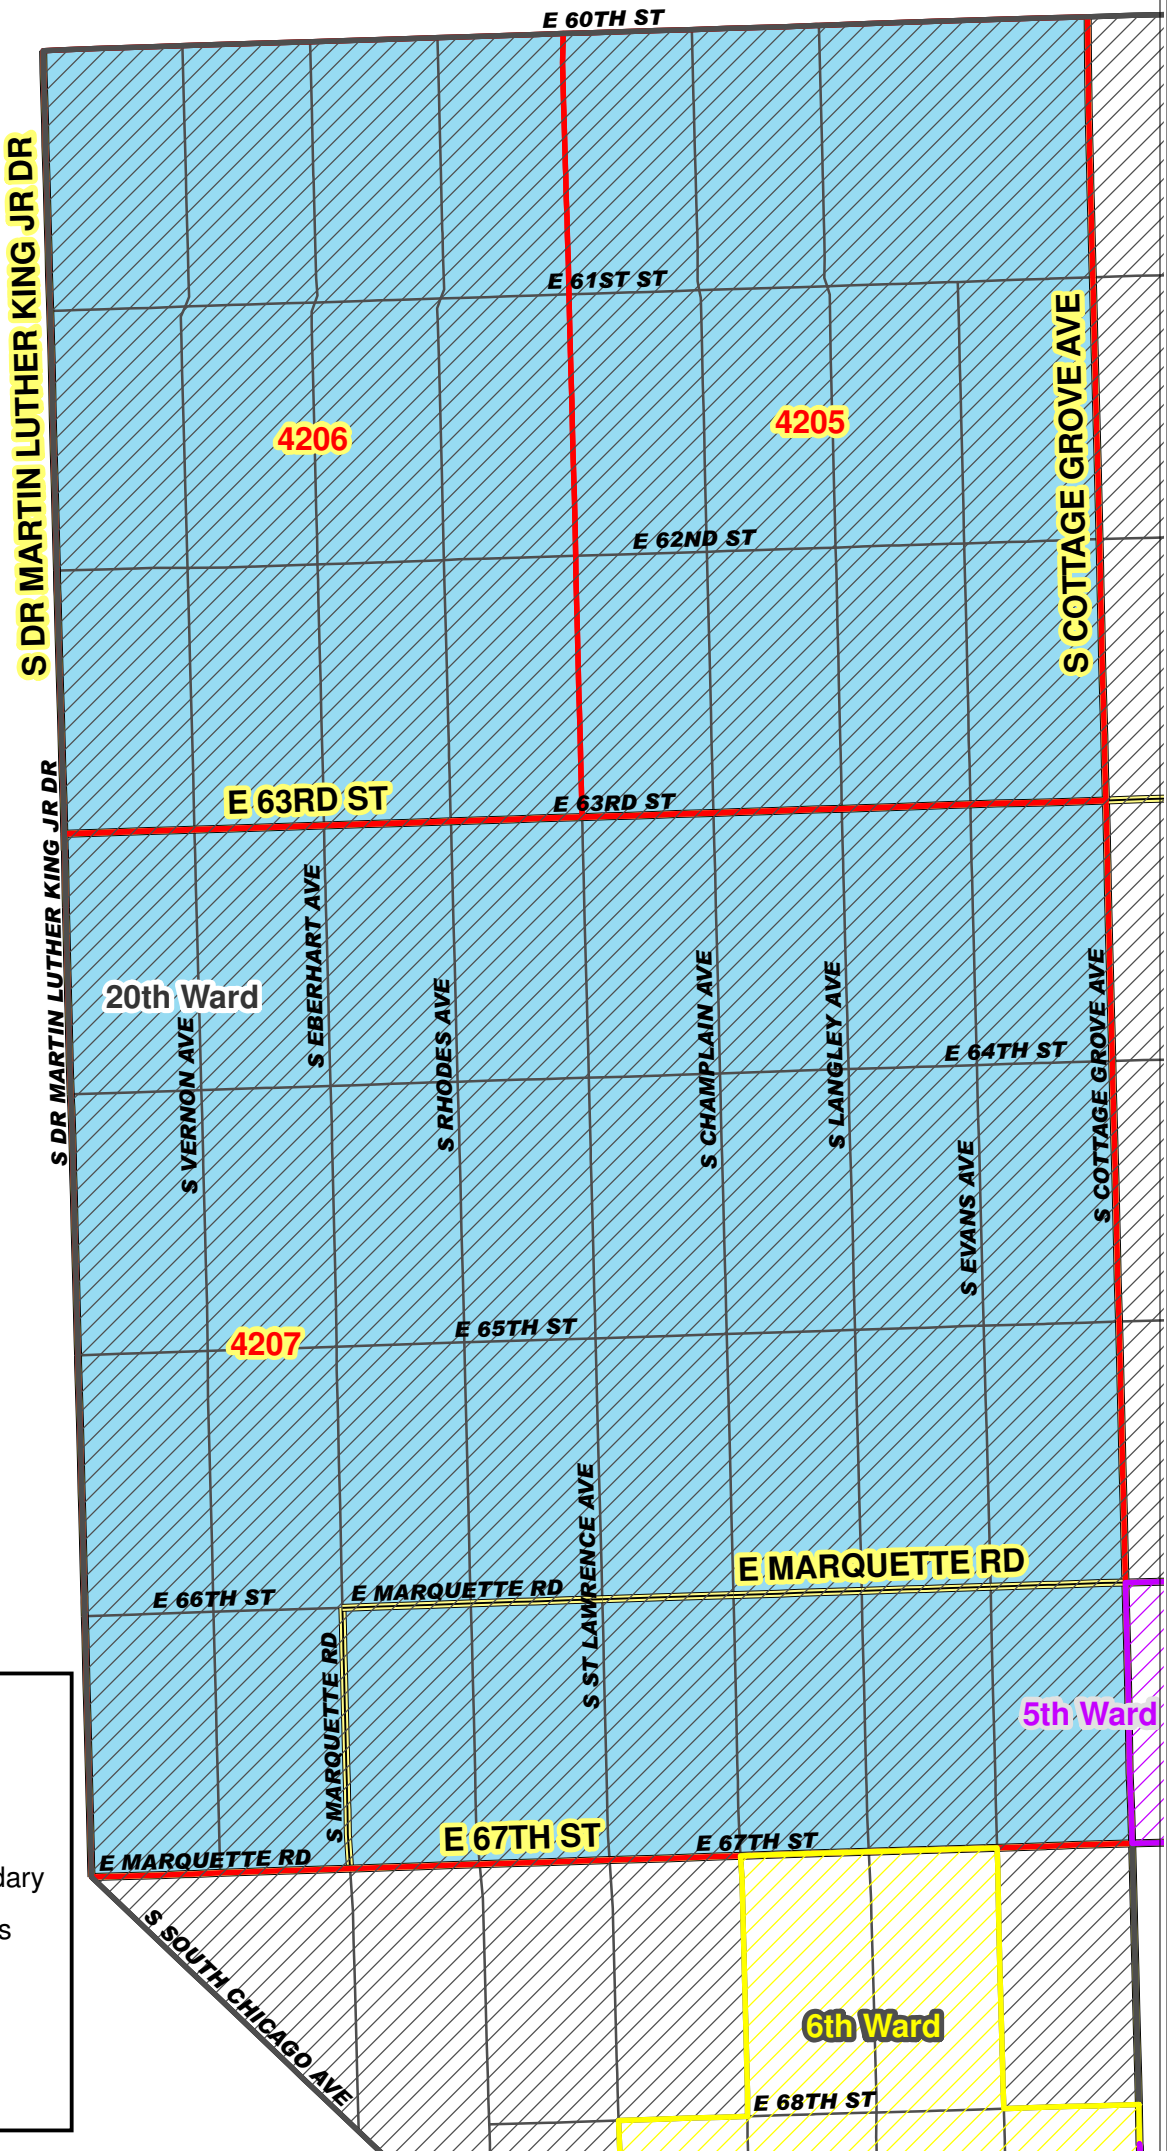 E 60TH ST
S DR MARTIN LUTHER KING JR DR
E 61ST ST
S COTTAGE GROVE AVE
4206
4205
E 62ND ST
S DR MARTIN LUTHER KING JR DR
E 63RD ST
E 63RD ST
S EBERHART AVE
20th Ward
S VERNON AVE
S RHODES AVE
S CHAMPLAIN AVE
S LANGLEY AVE
E 64TH ST
S COTTAGE GROVE AVE
S EVANS AVE
4207
E 65TH ST
S ST LAWRENCE AVE
E MARQUETTE RD
E 66TH ST
E MARQUETTE RD
S MARQUETTE RD
5th Ward
E 67TH ST
E 67TH ST
E MARQUETTE RD
dary
s
S SOUTH CHICAGO AVE
6th Ward
E 68TH ST